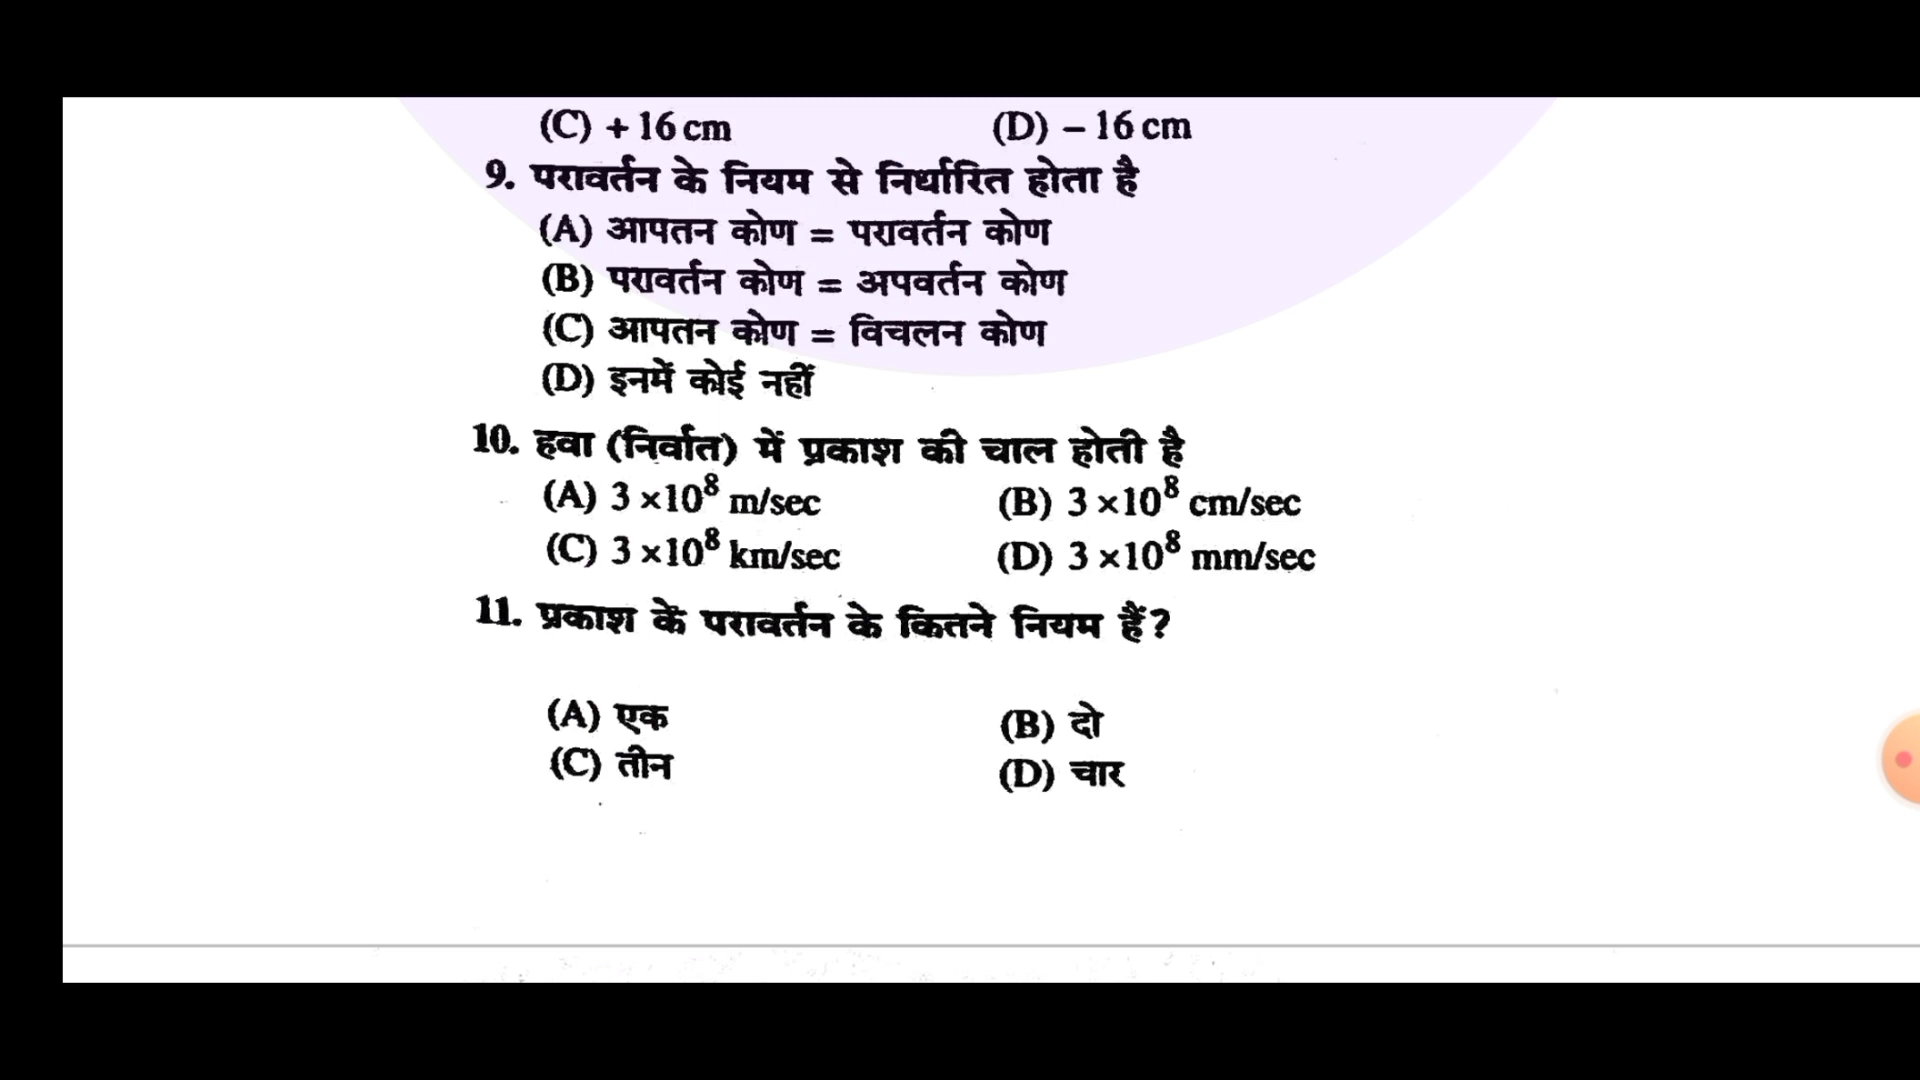 (C) + 16 cm (D) – 16 cm
9. परावर्तन के नियम से निर्धारित होता है
(A) आपतन कोण = परावर्तन कोण
(B) परावर्तन कोण = अपवर्तन कोण
(C) आपतन कोण = विचलन कोण
(D) इनमें कोई नहीं
10. हवा (निर्वात) में प्रकाश की चाल होती है
(A) 3 ×10⁸ m/sec (B) 3 ×10⁸ cm/sec
(C) 3 ×10⁸ km/sec (D) 3 ×10⁸ mm/sec
11. प्रकाश कें परावर्तन के कितने नियम हैं?
(A) एक (B) दो
(C) तीन (D) चार